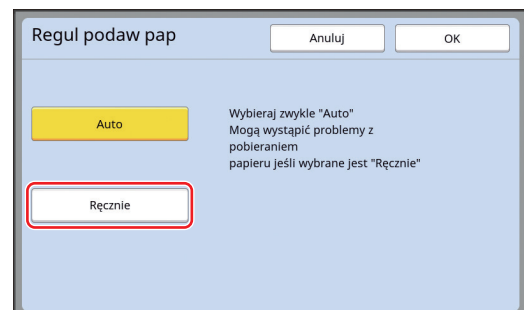 Regul podaw pap
Anuluj
OK
Auto
Wybieraj zwykle "Auto"
Mogą wystąpić problemy z
pobieraniem
papieru jeśli wybrane jest "Ręcznie"
Ręcznie